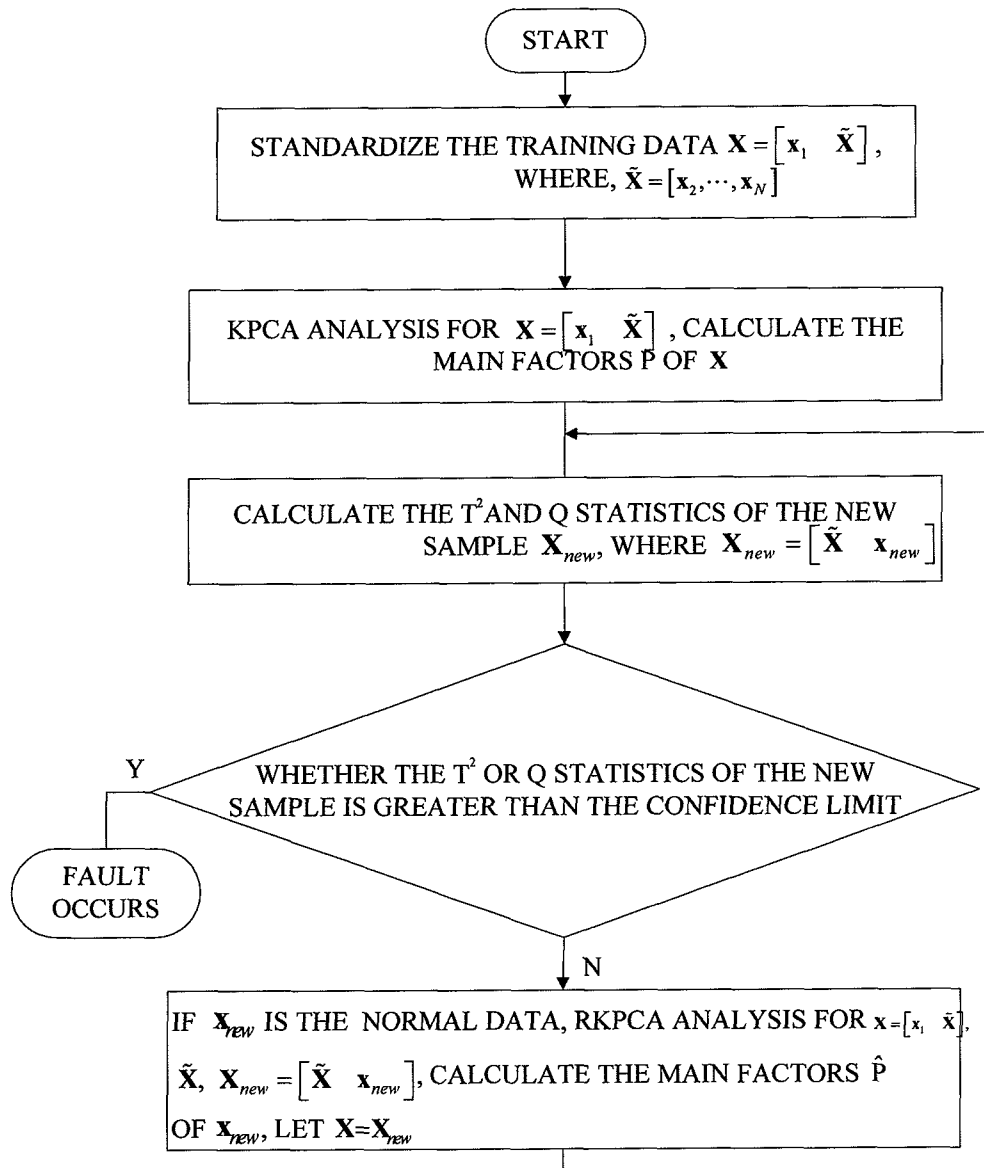 START
STANDARDIZE THE TRAINING DATA X = [x₁ X̃] ,
WHERE, X̃ = [x₂,⋯,x_N]
KPCA ANALYSIS FOR X = [x₁ X̃] , CALCULATE THE
MAIN FACTORS P OF X
CALCULATE THE T² AND Q STATISTICS OF THE NEW
SAMPLE X_new, WHERE X_new = [X̃ x_new]
Y
WHETHER THE T² OR Q STATISTICS OF THE NEW
SAMPLE IS GREATER THAN THE CONFIDENCE LIMIT
FAULT
OCCURS
N
IF x_new IS THE NORMAL DATA, RKPCA ANALYSIS FOR x = [x₁ x̃],
X̃, X_new = [X̃ x_new], CALCULATE THE MAIN FACTORS P̂
OF x_new, LET X=X_new